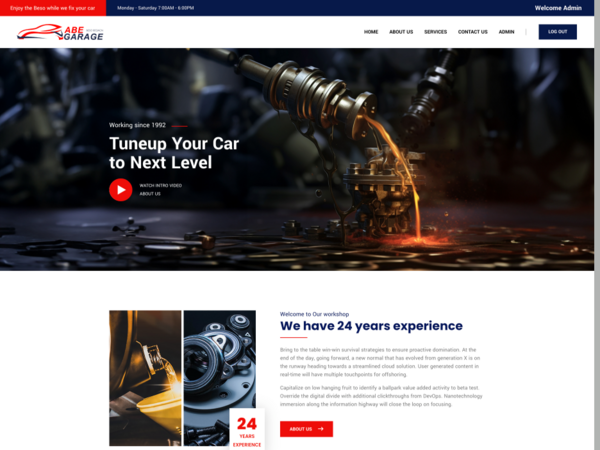 Enjoy the Beso while we fix your car
Monday - Saturday 7:00AM - 6:00PM
Welcome Admin
ABE
GARAGE
HOME
ABOUT US
SERVICES
CONTACT US
ADMIN
LOG OUT
Working since 1992
Tuneup Your Car
to Next Level
WATCH INTRO VIDEO
ABOUT US
Welcome to Our workshop
We have 24 years experience
Bring to the table win-win survival strategies to ensure proactive domination. At the
end of the day, going forward, a new normal that has evolved from generation X is on
the runway heading towards a streamlined cloud solution. User generated content in
real-time will have multiple touchpoints for offshoring.
Capitalize on low hanging fruit to identify a ballpark value added activity to beta test.
Override the digital divide with additional clickthroughs from DevOps. Nanotechnology
immersion along the information highway will close the loop on focusing.
24
YEARS
EXPERIENCE
ABOUT US